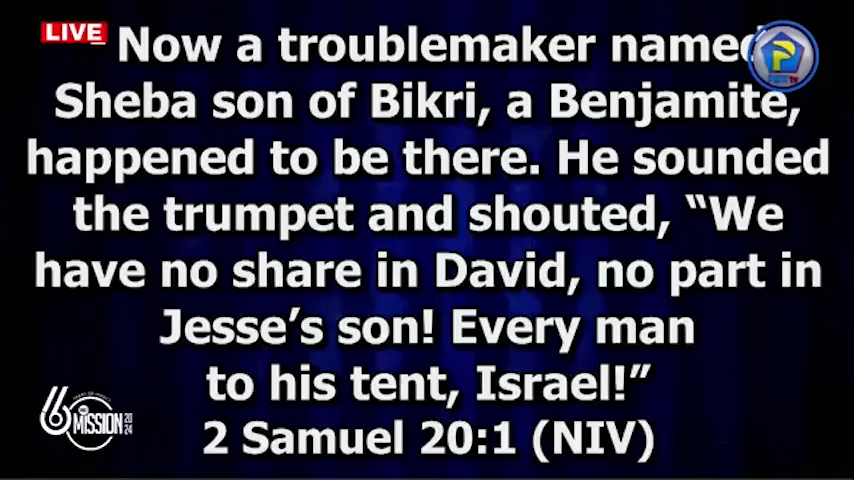 LIVE
Now a troublemaker named
Sheba son of Bikri, a Benjamite,
happened to be there. He sounded
the trumpet and shouted, “We
have no share in David, no part in
Jesse’s son! Every man
to his tent, Israel!”
2 Samuel 20:1 (NIV)
6
MISSION
2024